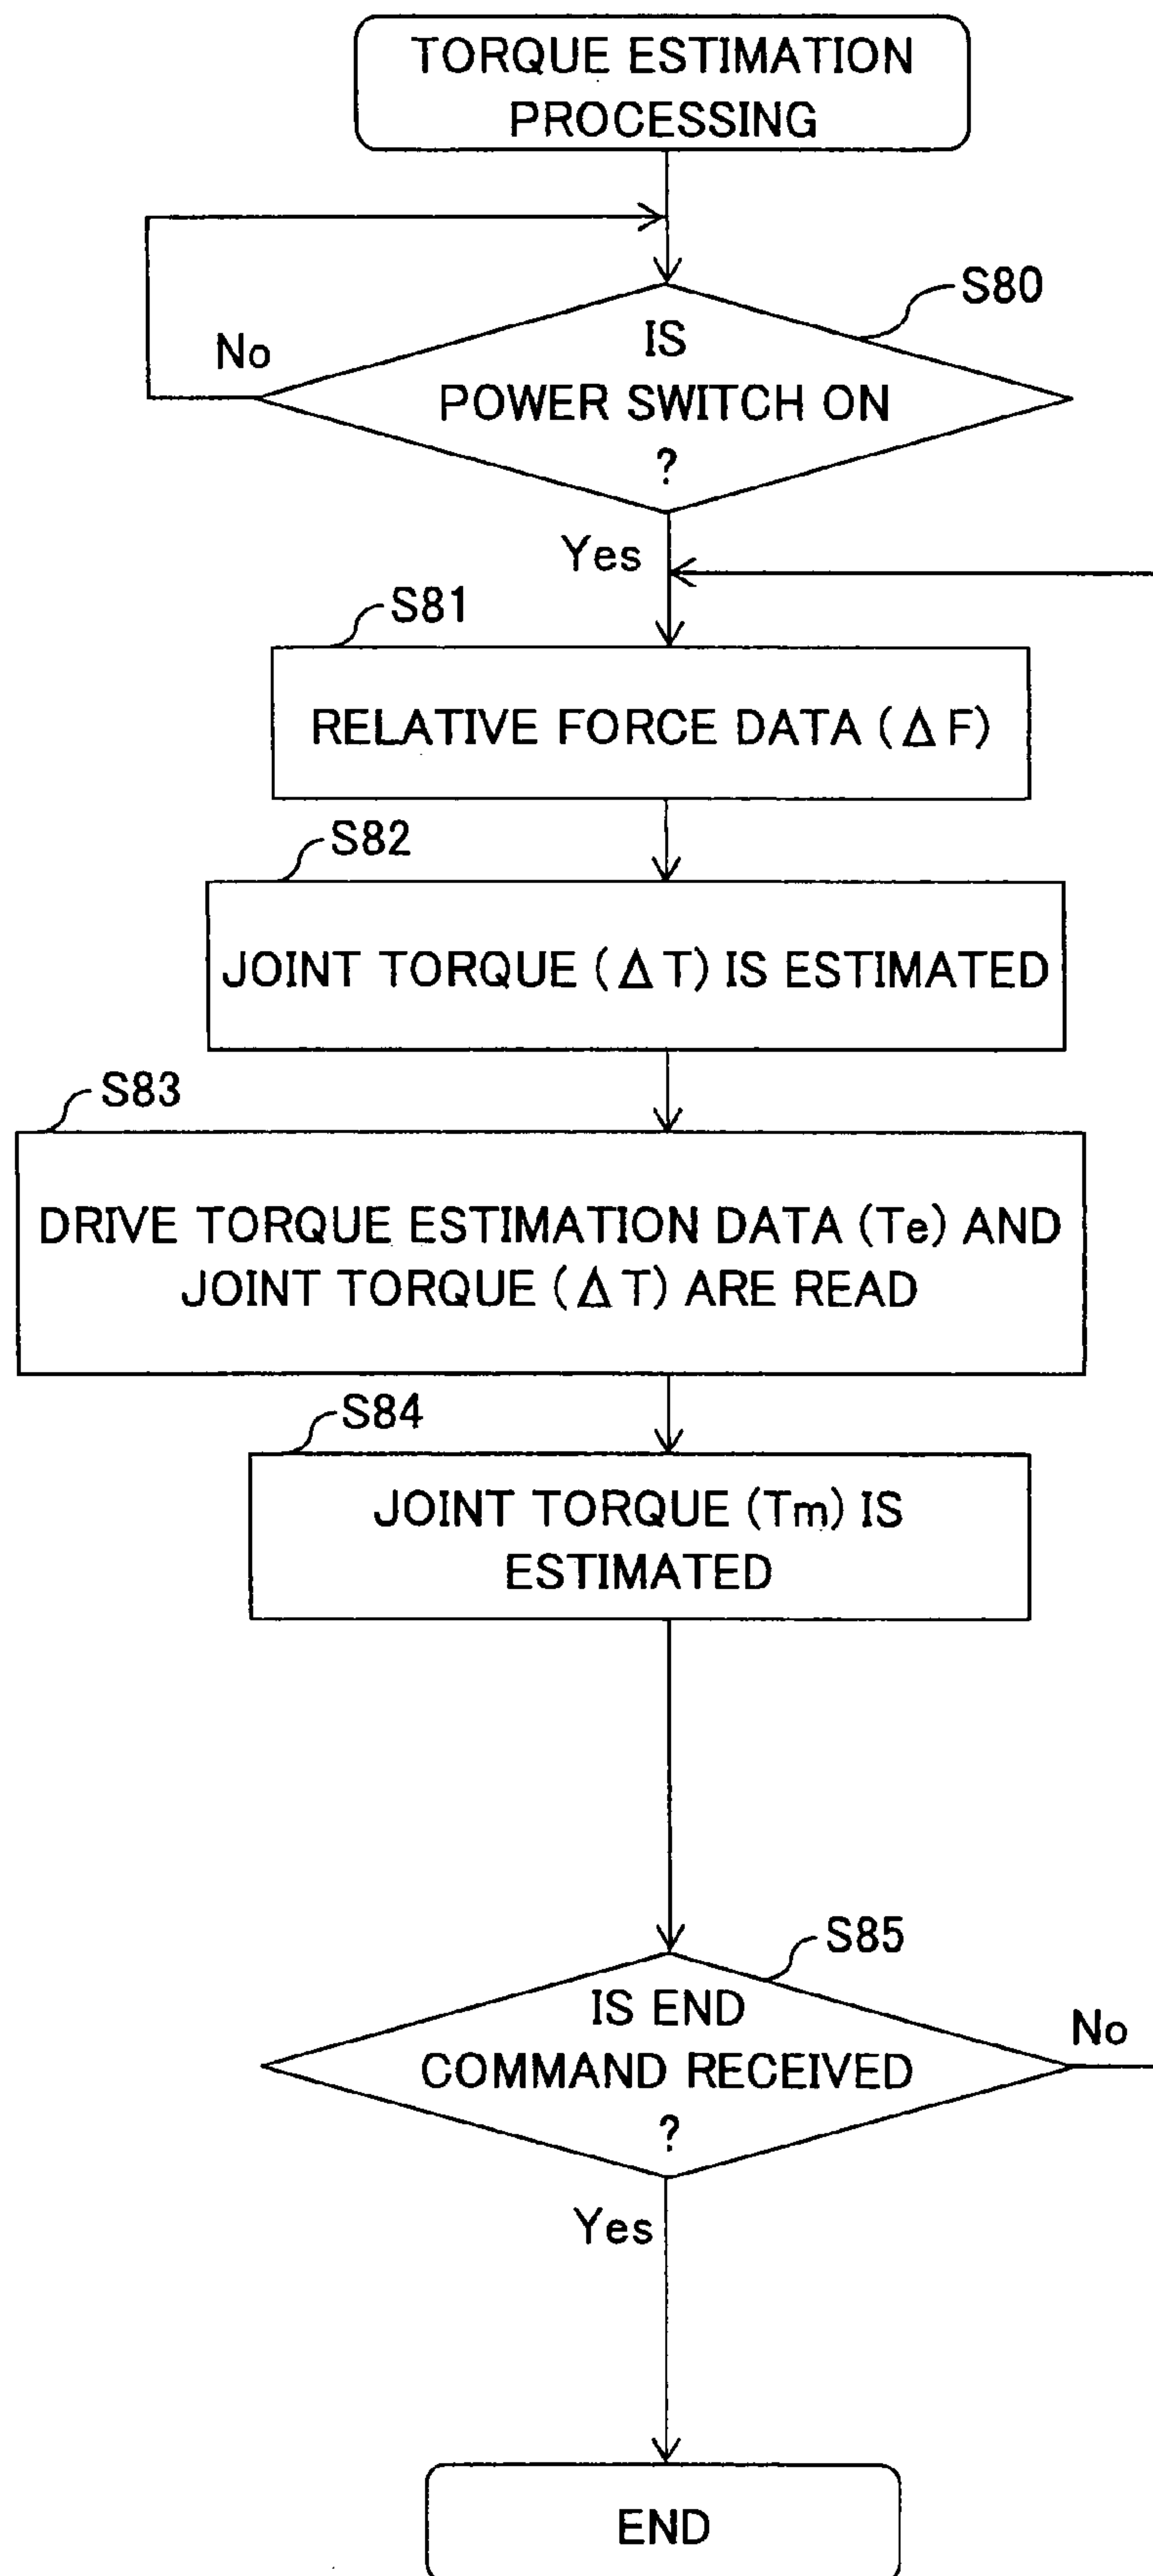 TORQUE ESTIMATION
PROCESSING
S80
No
IS
POWER SWITCH ON
?
Yes
S81
RELATIVE FORCE DATA (ΔF)
S82
JOINT TORQUE (ΔT) IS ESTIMATED
S83
DRIVE TORQUE ESTIMATION DATA (Te) AND
JOINT TORQUE (ΔT) ARE READ
S84
JOINT TORQUE (Tm) IS
ESTIMATED
S85
IS END
COMMAND RECEIVED
?
No
Yes
END